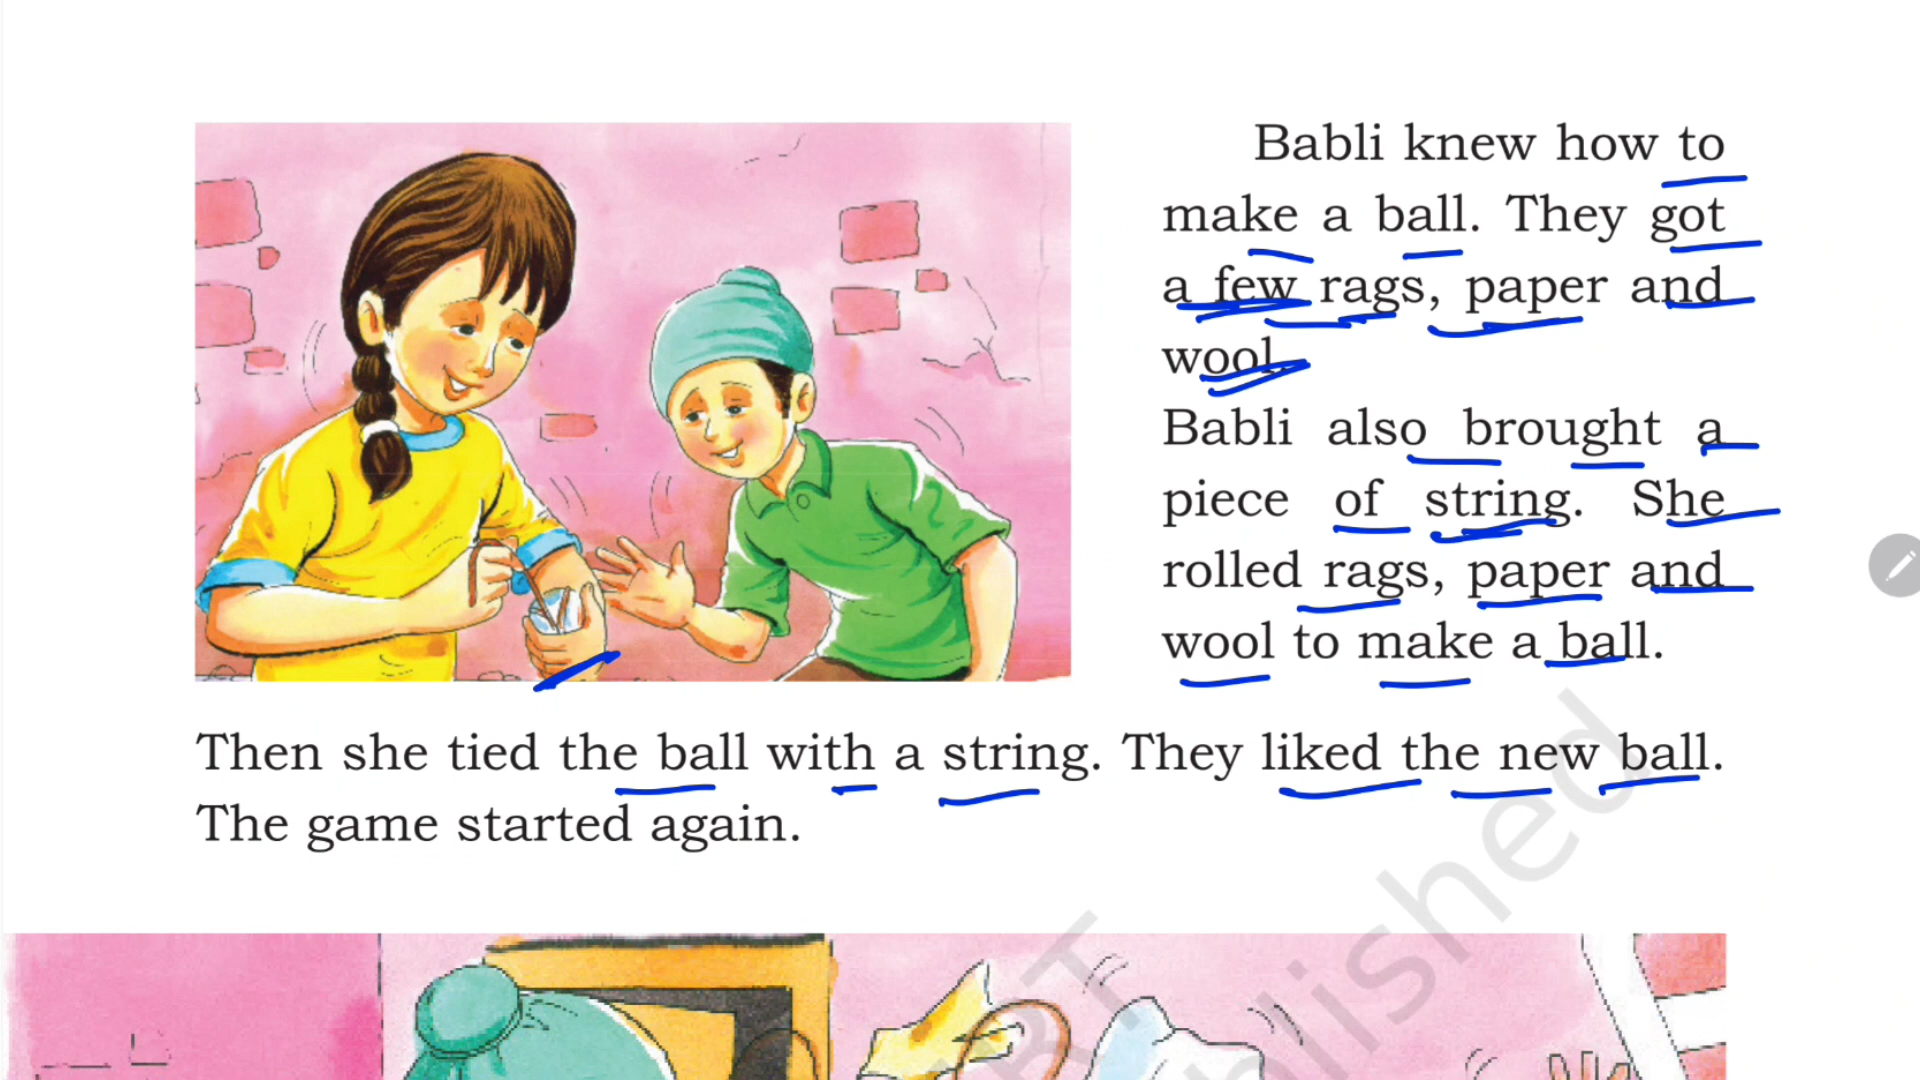 Babli knew how to
make a ball. They got
a few rags, paper and
wool.
Babli also brought a
piece of string. She
rolled rags, paper and
wool to make a ball.
Then she tied the ball with a string. They liked the new ball.
The game started again.